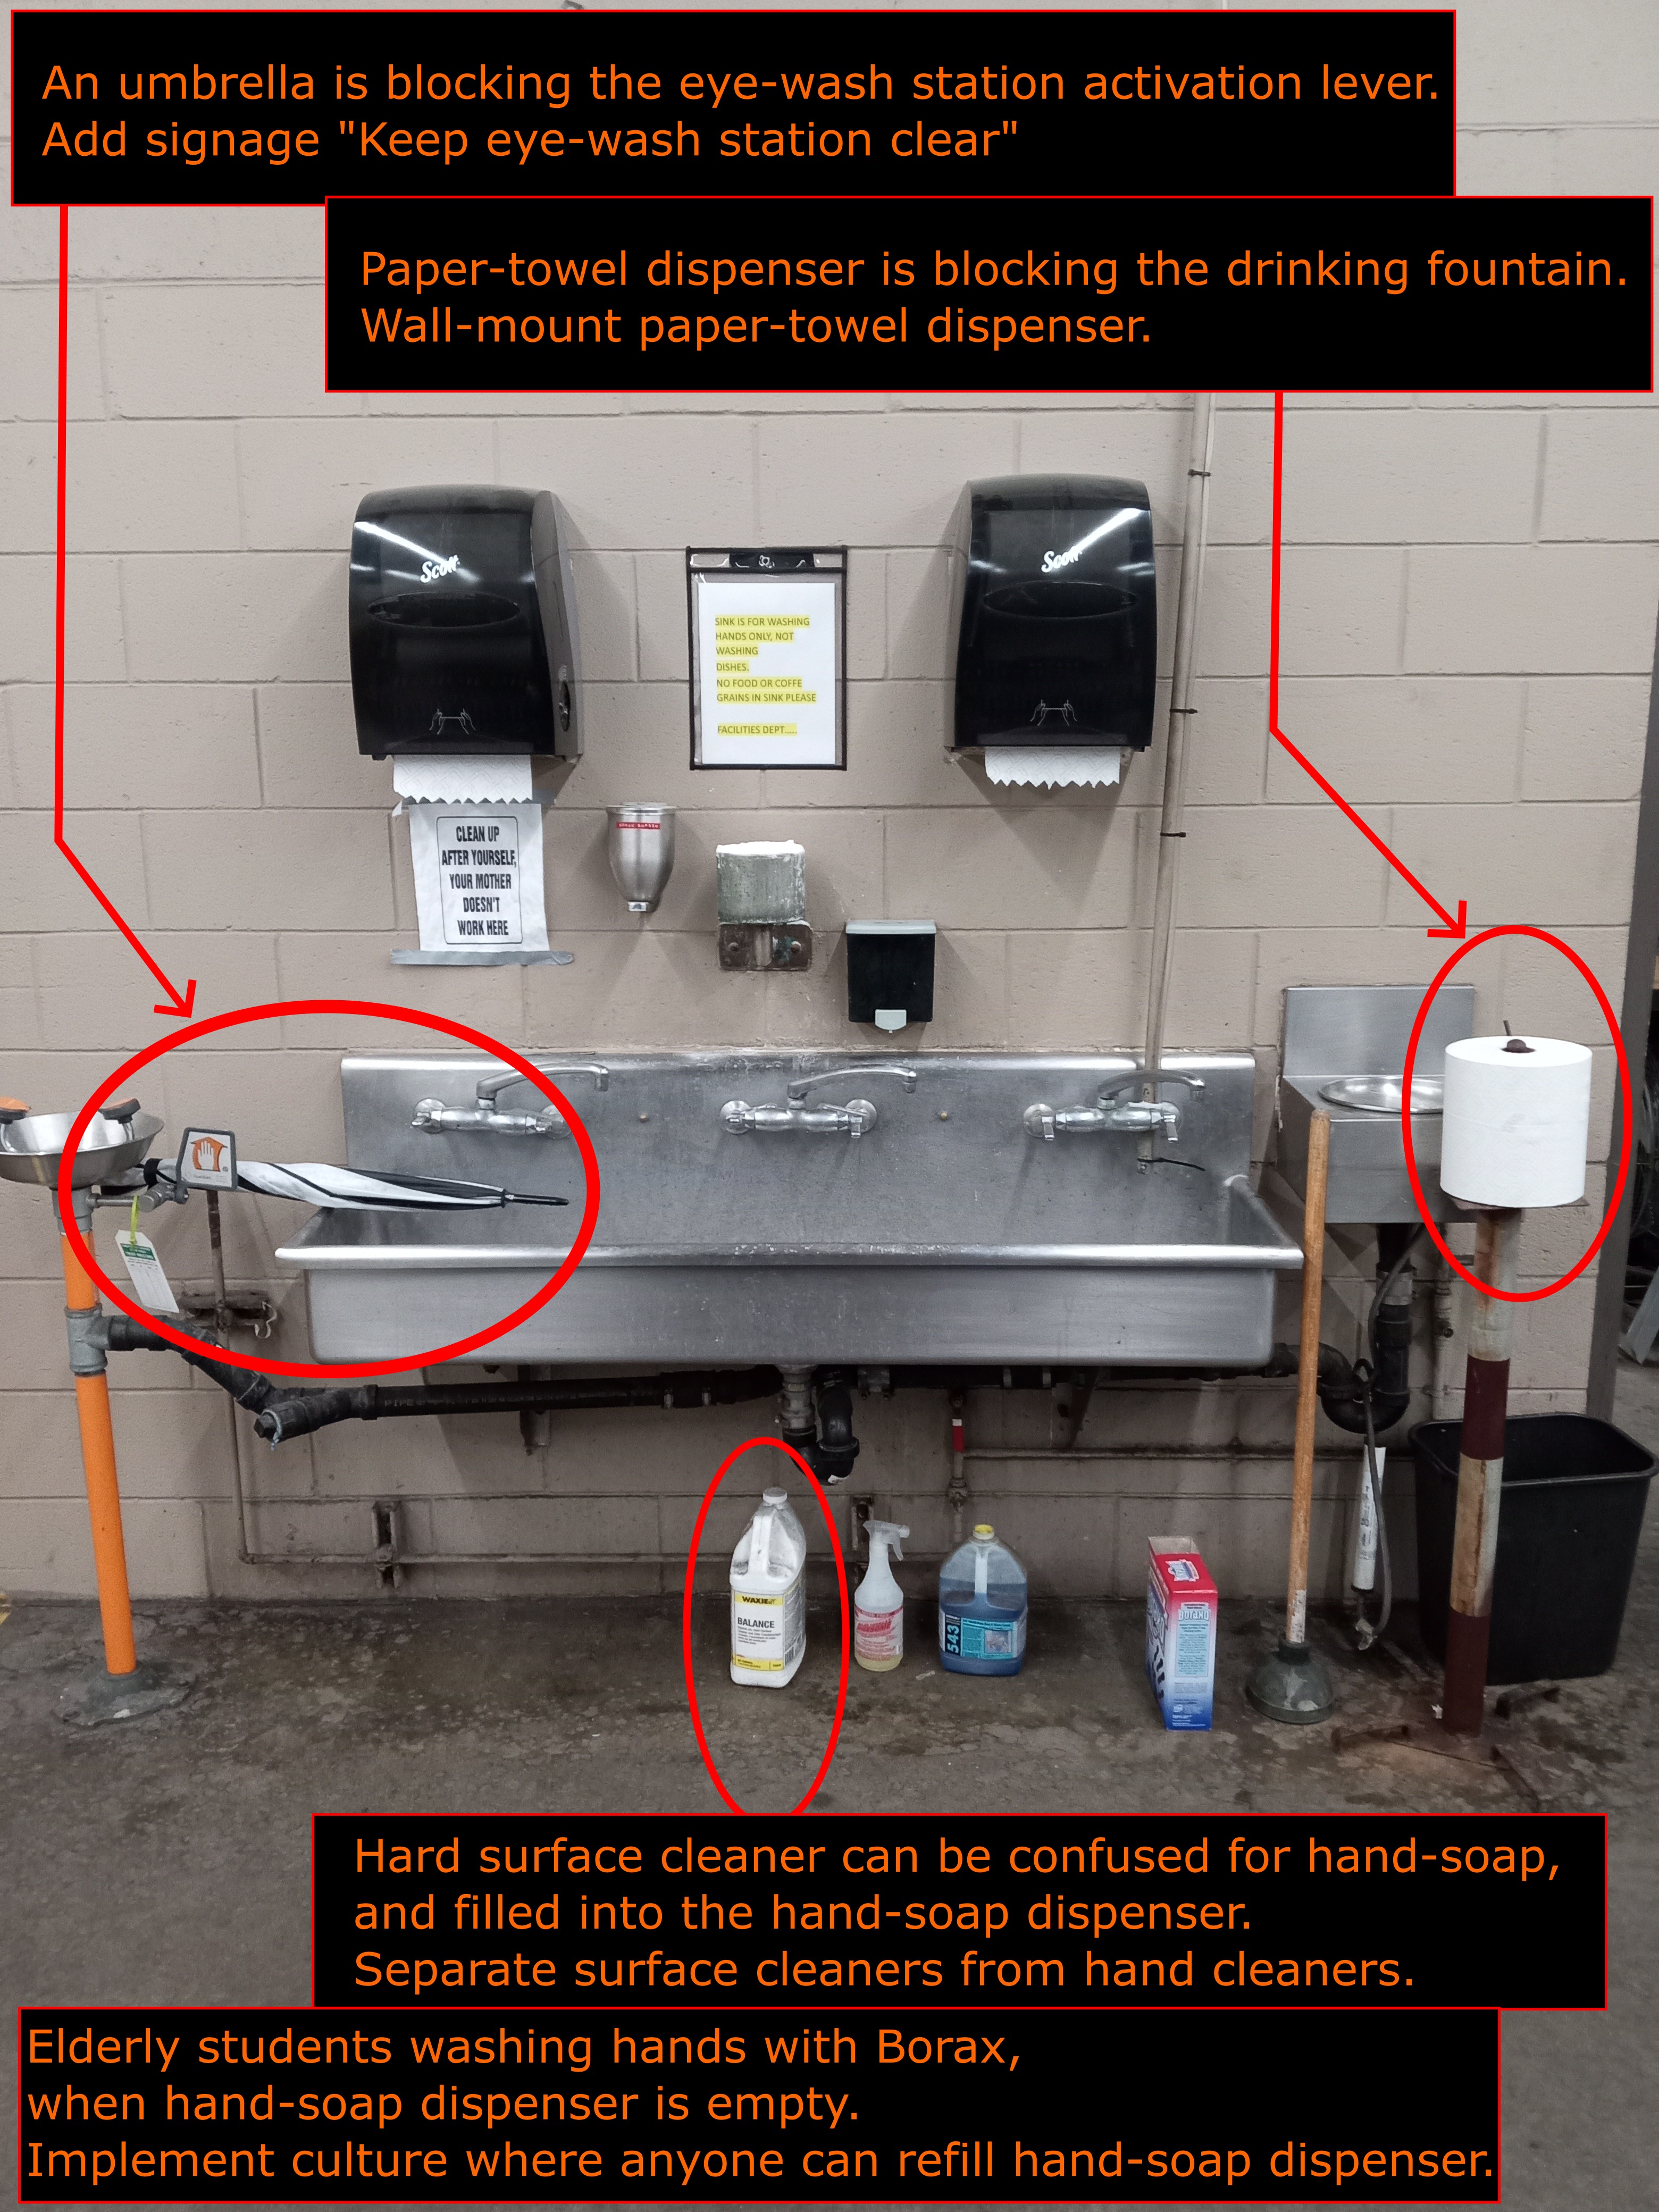 An umbrella is blocking the eye-wash station activation lever.
Add signage "Keep eye-wash station clear"
Paper-towel dispenser is blocking the drinking fountain.
Wall-mount paper-towel dispenser.
Scott
Scott
SINK IS FOR WASHING
HANDS ONLY, NOT
WASHING
DISHES.
NO FOOD OR COFFE
GRAINS IN SINK PLEASE
FACILITIES DEPT.....
CLEAN UP
AFTER YOURSELF,
YOUR MOTHER
DOESN'T
WORK HERE
WAXIE
BALANCE
543
Boraxo
Hard surface cleaner can be confused for hand-soap,
and filled into the hand-soap dispenser.
Separate surface cleaners from hand cleaners.
Elderly students washing hands with Borax,
when hand-soap dispenser is empty.
Implement culture where anyone can refill hand-soap dispenser.